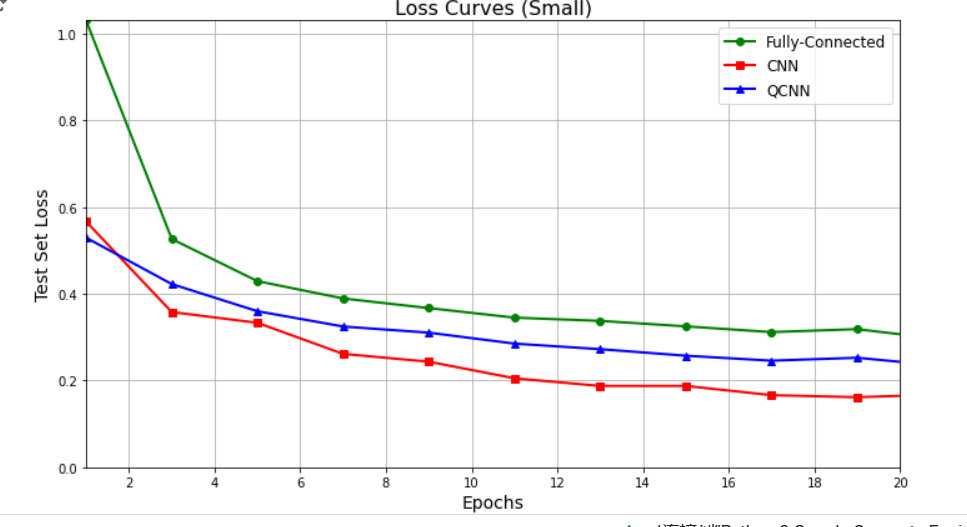 Loss Curves (Small)
Fully-Connected
CNN
QCNN
Test Set Loss
1.0
0.8
0.6
0.4
0.2
0.0
2 4 6 8 10 12 14 16 18 20
Epochs